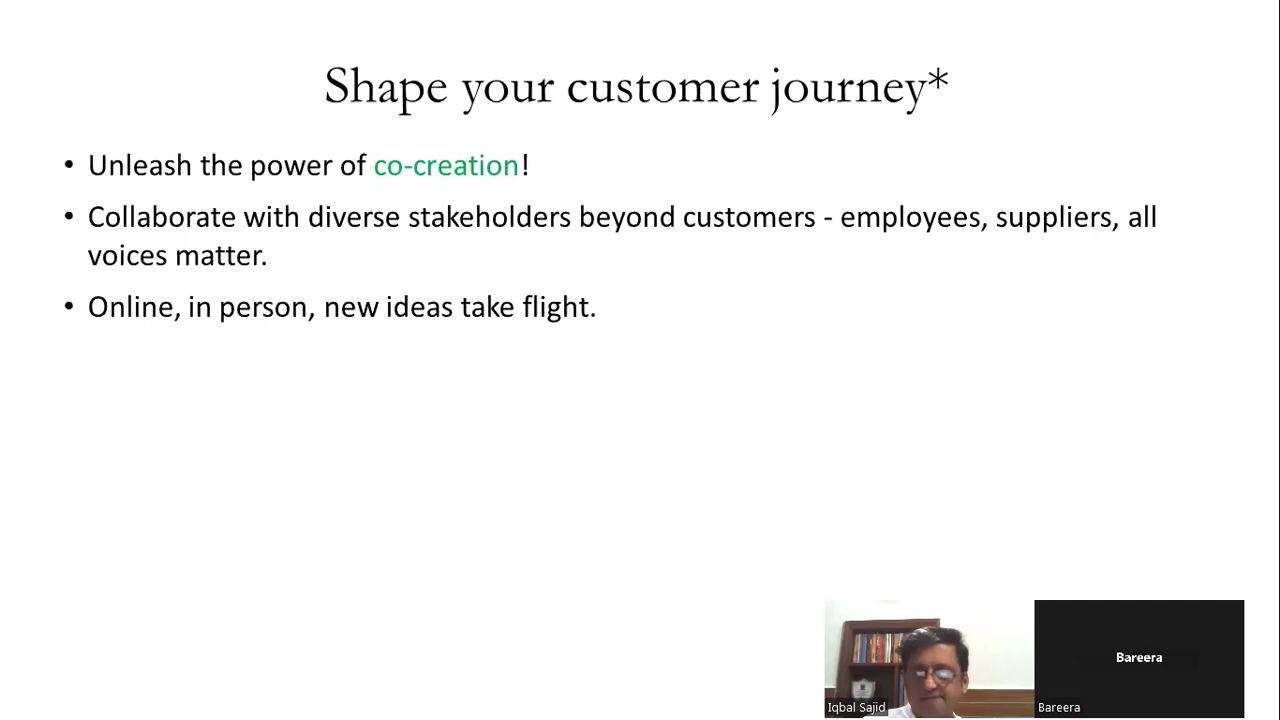 Shape your customer journey*
• Unleash the power of co-creation!
• Collaborate with diverse stakeholders beyond customers - employees, suppliers, all
voices matter.
• Online, in person, new ideas take flight.
Bareera
Iqbal Sajid
Bareera